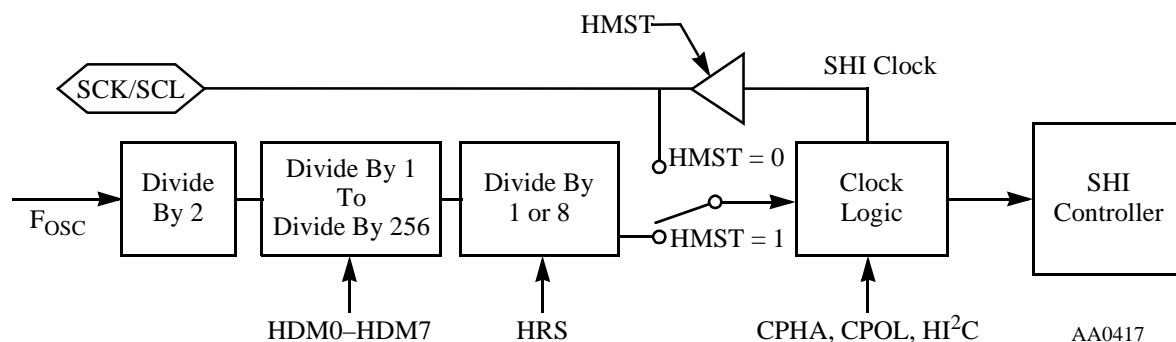 HMST
SHI Clock
SCK/SCL
HMST = 0
HMST = 1
F_OSC
Divide
By 2
Divide By 1
To
Divide By 256
Divide By
1 or 8
Clock
Logic
SHI
Controller
HDM0–HDM7
HRS
CPHA, CPOL, HI²C
AA0417